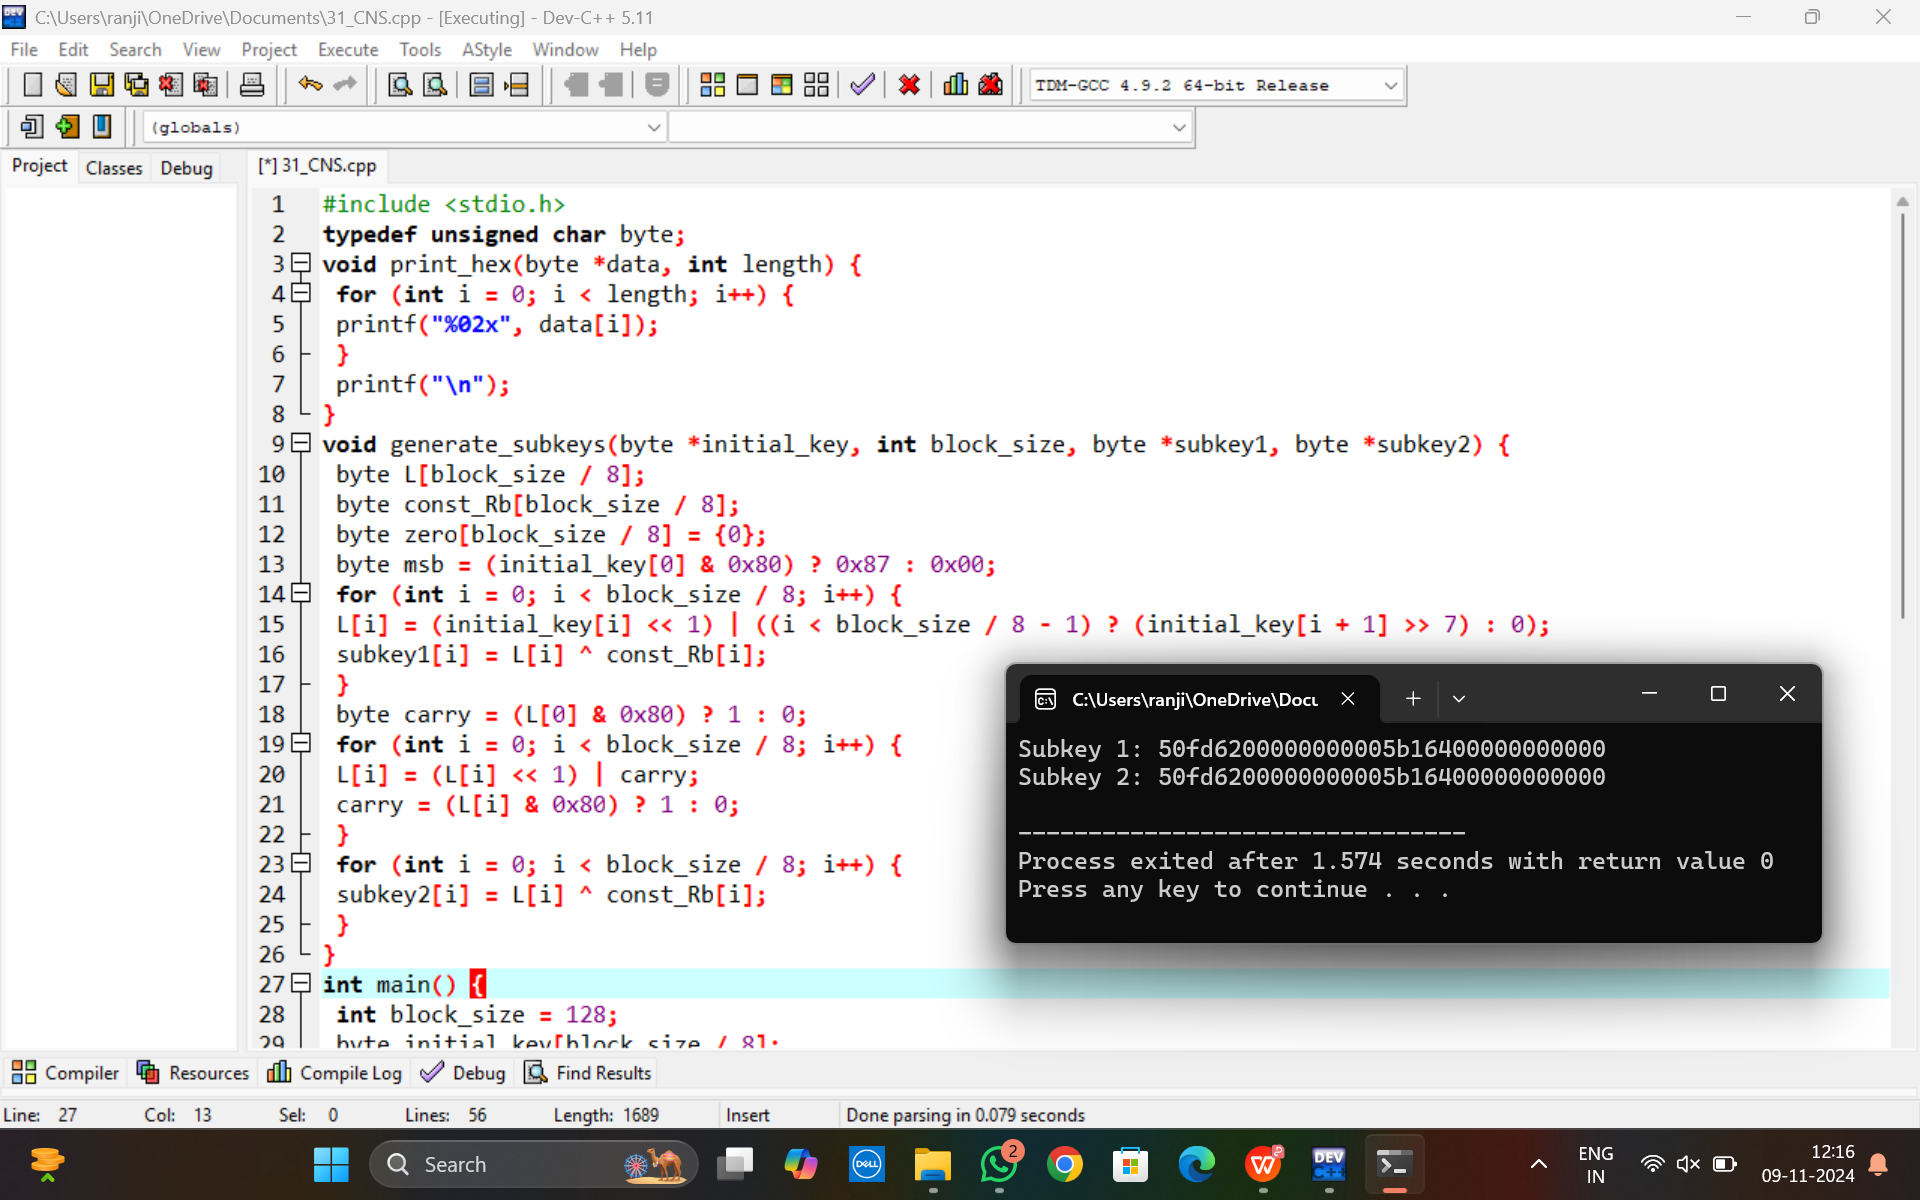 C:\Users\ranji\OneDrive\Documents\31_CNS.cpp - [Executing] - Dev-C++ 5.11
File Edit Search View Project Execute Tools AStyle Window Help
TDM-GCC 4.9.2 64-bit Release
(globals)
Project Classes Debug [*] 31_CNS.cpp
1 #include <stdio.h>
2 typedef unsigned char byte;
3 void print_hex(byte *data, int length) {
4 for (int i = 0; i < length; i++) {
5 printf("%02x", data[i]);
6 }
7 printf("\n");
8 }
9 void generate_subkeys(byte *initial_key, int block_size, byte *subkey1, byte *subkey2) {
10 byte L[block_size / 8];
11 byte const_Rb[block_size / 8];
12 byte zero[block_size / 8] = {0};
13 byte msb = (initial_key[0] & 0x80) ? 0x87 : 0x00;
14 for (int i = 0; i < block_size / 8; i++) {
15 L[i] = (initial_key[i] << 1) | ((i < block_size / 8 - 1) ? (initial_key[i + 1] >> 7) : 0);
16 subkey1[i] = L[i] ^ const_Rb[i];
17 }
18 byte carry = (L[0] & 0x80) ? 1 : 0;
19 for (int i = 0; i < block_size / 8; i++) {
20 L[i] = (L[i] << 1) | carry;
21 carry = (L[i] & 0x80) ? 1 : 0;
22 }
23 for (int i = 0; i < block_size / 8; i++) {
24 subkey2[i] = L[i] ^ const_Rb[i];
25 }
26 }
27 int main() {
28 int block_size = 128;
29 byte initial_key[block_size / 8];
C:\Users\ranji\OneDrive\Docu
Subkey 1: 50fd6200000000005b16400000000000
Subkey 2: 50fd6200000000005b16400000000000
--------------------------------
Process exited after 1.574 seconds with return value 0
Press any key to continue . . .
Compiler Resources Compile Log Debug Find Results
Line: 27 Col: 13 Sel: 0 Lines: 56 Length: 1689 Insert Done parsing in 0.079 seconds
Search
DELL
2
DEV
C++
ENG
IN
12:16
09-11-2024